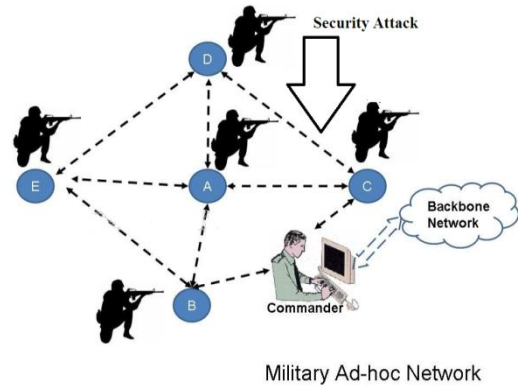 Security Attack
D
E
A
C
Backbone
Network
B
Commander
Military Ad-hoc Network